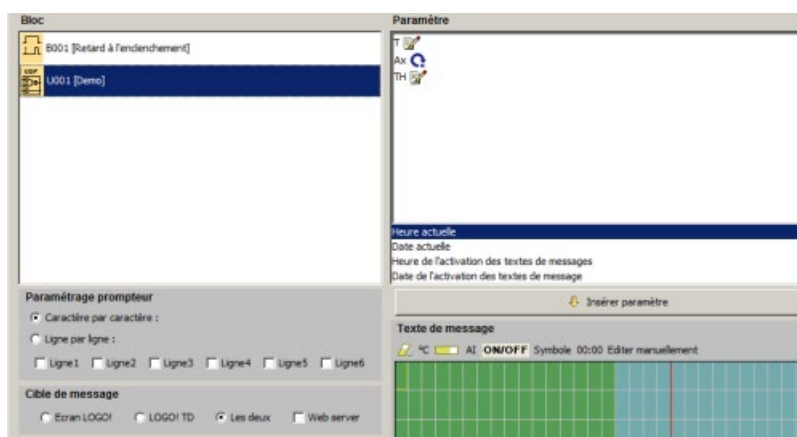 Bloc
B001 [Retard à l'enclenchement]
UDF
U001 [Demo]
Paramètre
T
Ax
TH
Heure actuelle
Date actuelle
Heure de l'activation des textes de messages
Date de l'activation des textes de message
Paramétrage prompteur
Caractère par caractère :
Ligne par ligne :
Ligne1 Ligne2 Ligne3 Ligne4 Ligne5 Ligne6
Cible de message
Ecran LOGO! LOGO! TD Les deux Web server
Insérer paramètre
Texte de message
°C AI ON/OFF Symbole 00:00 Editer manuellement